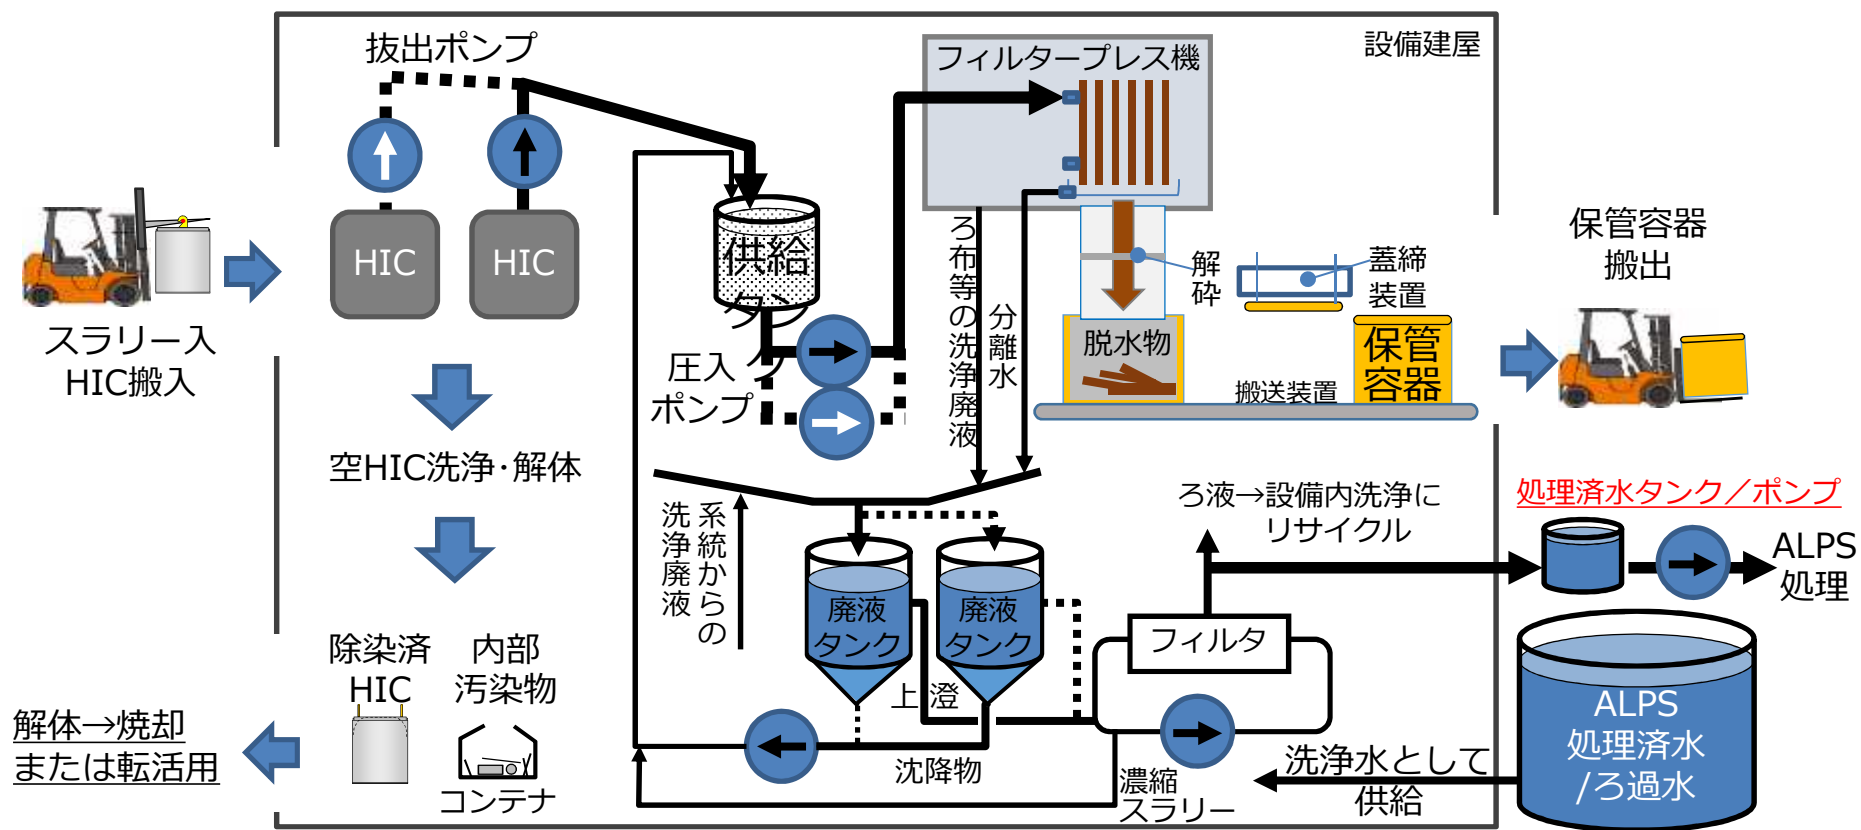 抜出ポンプ
フィルタープレス機
設備建屋
HIC
HIC
供給
タンク
スラリー入
HIC搬入
圧入
ポンプ
ろ布等の洗浄廃液
分離水
解
砕
脱水物
蓋締
装置
保管
容器
搬送装置
保管容器
搬出
空HIC洗浄・解体
系統からの
洗浄廃液
廃液
タンク
廃液
タンク
上澄
沈降物
ろ液→設備内洗浄に
リサイクル
フィルタ
濃縮
スラリー
処理済水タンク／ポンプ
ALPS
処理
ALPS
処理済水
/ろ過水
洗浄水として
供給
除染済
HIC
内部
汚染物
コンテナ
解体→焼却
または転活用